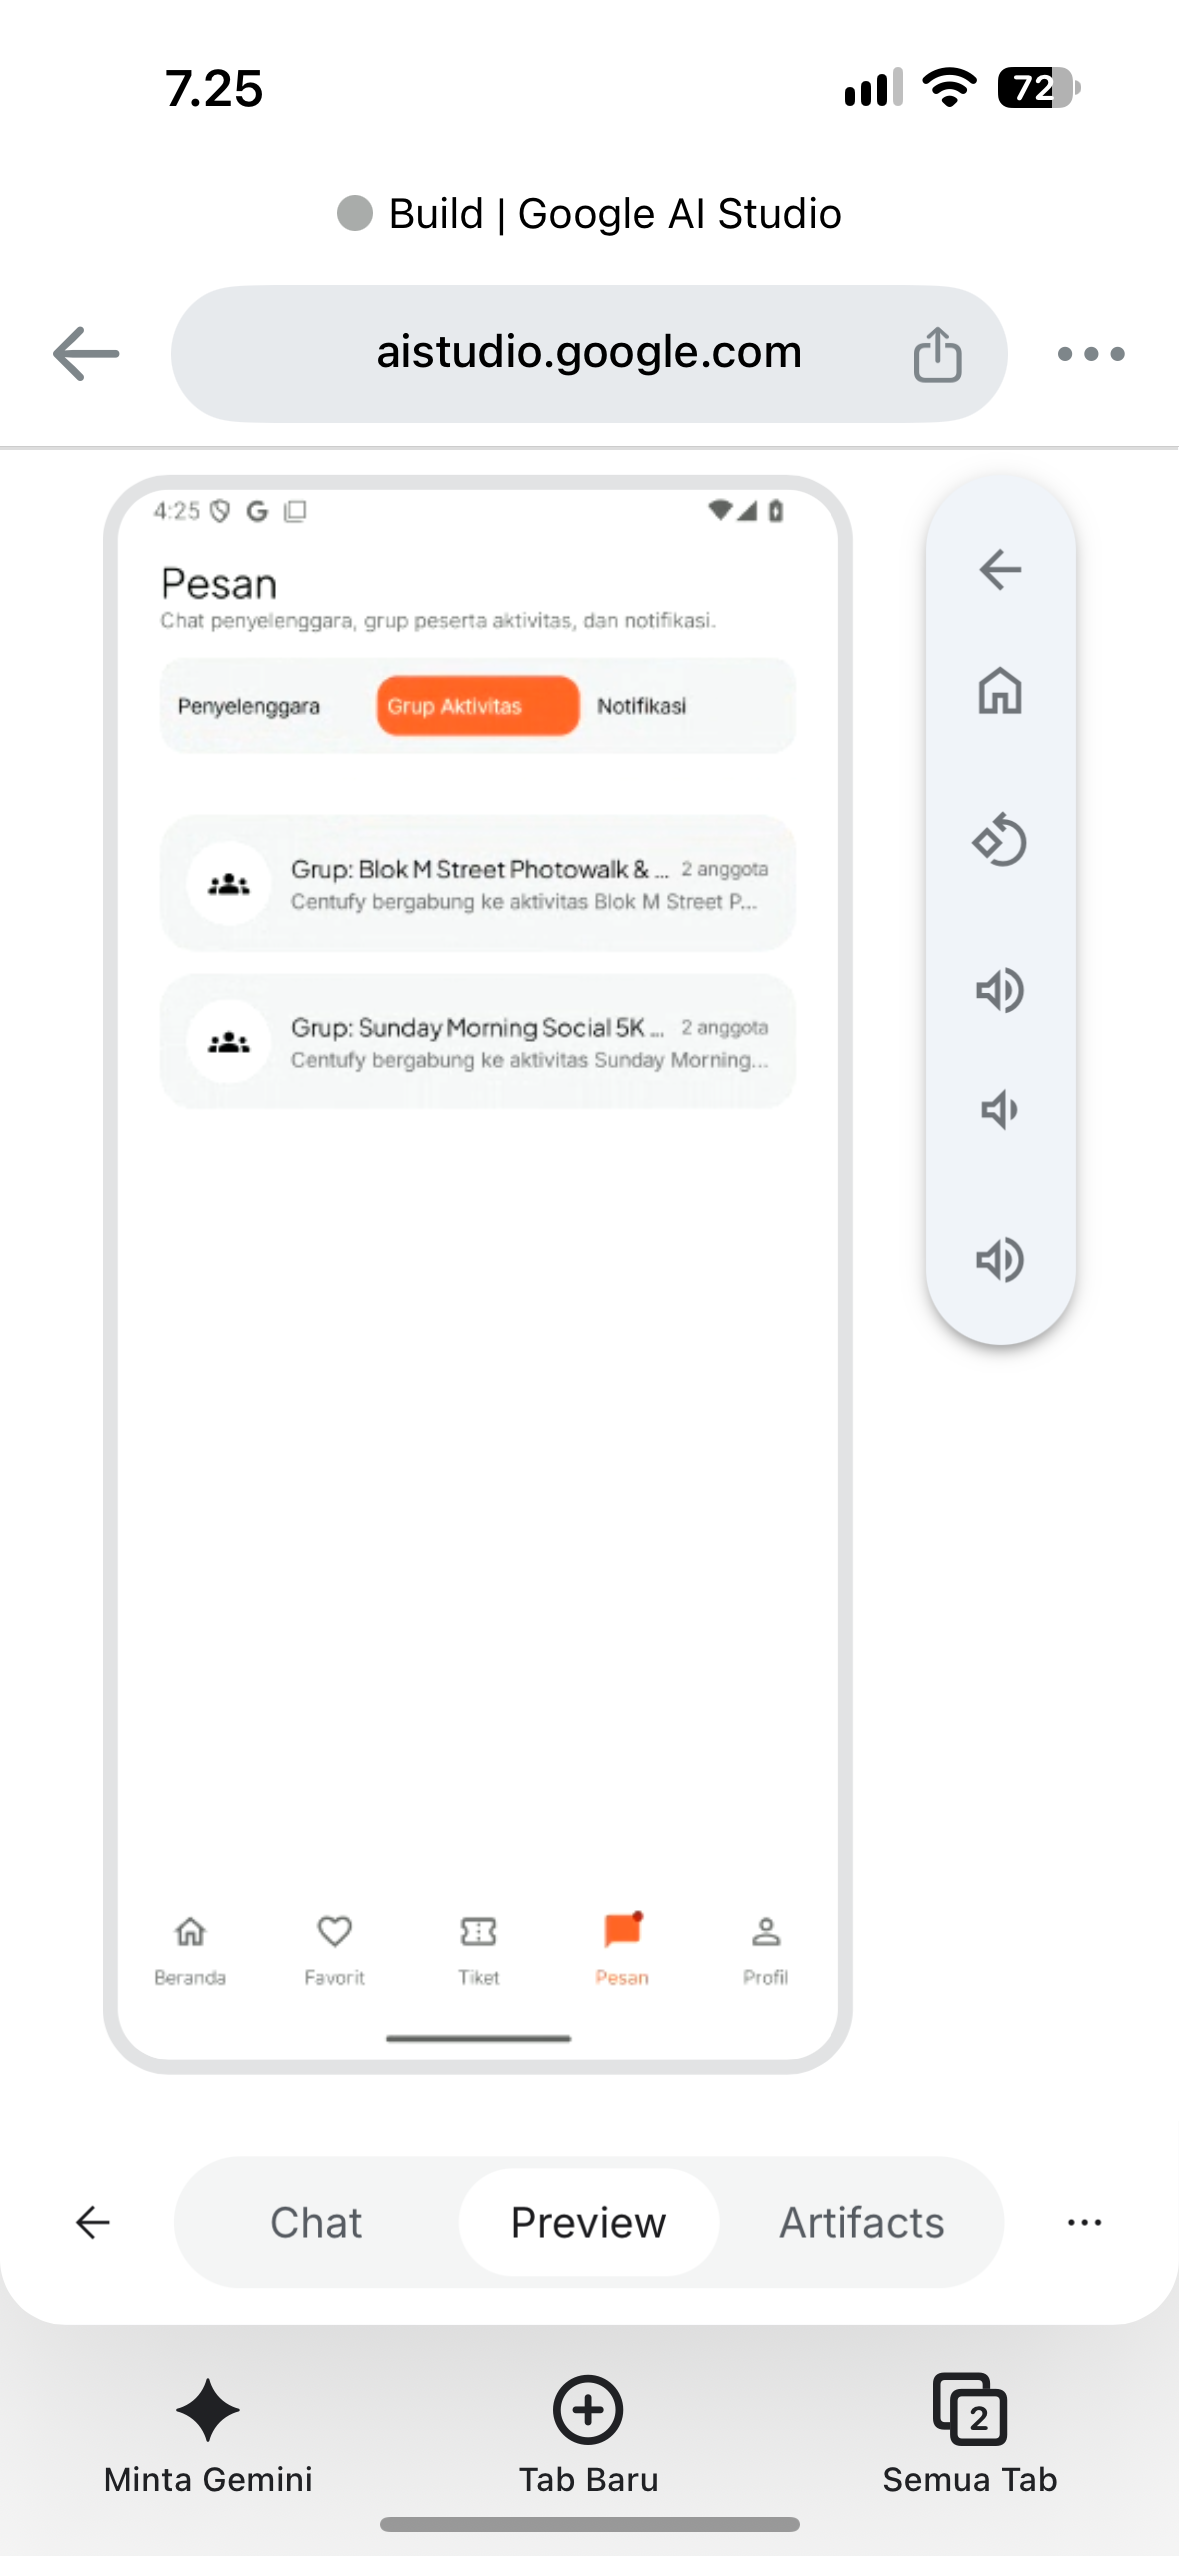 7.25
72
Build | Google AI Studio
aistudio.google.com
4:25 G
Pesan
Chat penyelenggara, grup peserta aktivitas, dan notifikasi.
Penyelenggara Grup Aktivitas Notifikasi
Grup: Blok M Street Photowalk & ... 2 anggota
Centufy bergabung ke aktivitas Blok M Street P...
Grup: Sunday Morning Social 5K ... 2 anggota
Centufy bergabung ke aktivitas Sunday Morning...
Beranda Favorit Tiket Pesan Profil
Chat Preview Artifacts
2
Minta Gemini Tab Baru Semua Tab